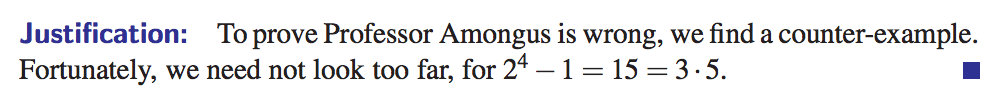 Justification: To prove Professor Amongus is wrong, we find a counter-example.
Fortunately, we need not look too far, for 2⁴ − 1 = 15 = 3 · 5. ■